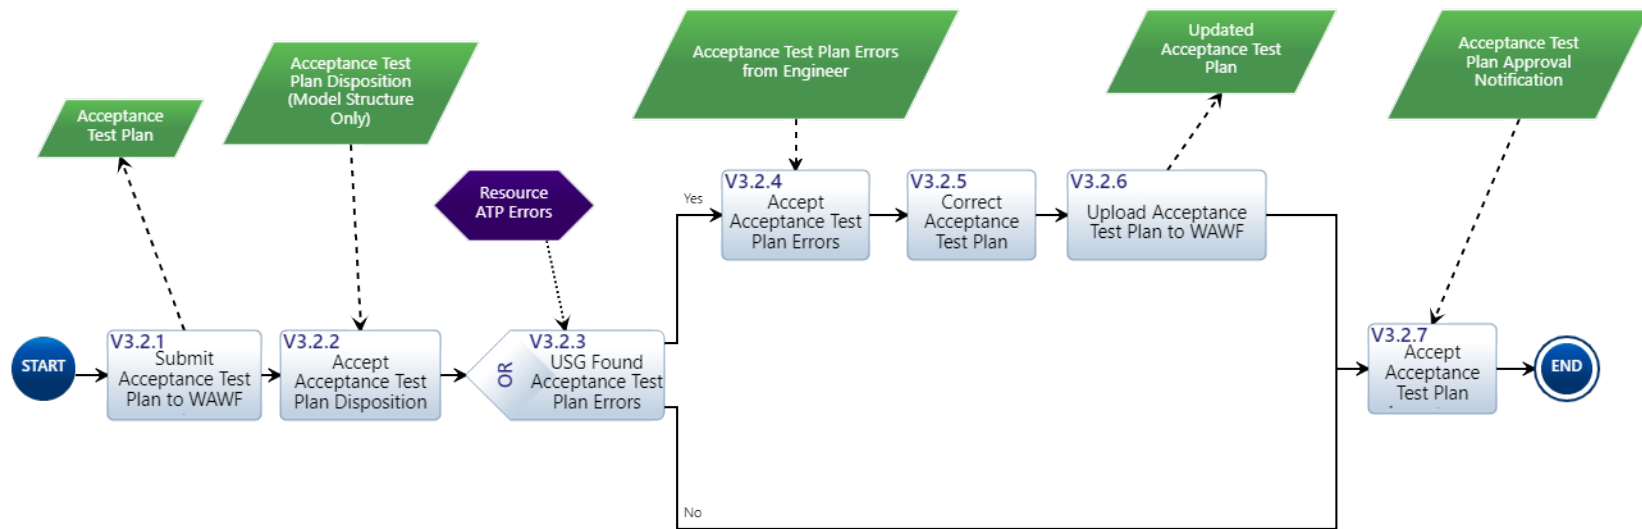 Acceptance
Test Plan
Acceptance Test
Plan Disposition
(Model Structure
Only)
Acceptance Test Plan Errors
from Engineer
Updated
Acceptance Test
Plan
Acceptance Test
Plan Approval
Notification
Resource
ATP Errors
START
V3.2.1
Submit
Acceptance Test
Plan to WAWF
V3.2.2
Accept
Acceptance Test
Plan Disposition
OR
V3.2.3
USG Found
Acceptance Test
Plan Errors
Yes
No
V3.2.4
Accept
Acceptance Test
Plan Errors
V3.2.5
Correct
Acceptance
Test Plan
V3.2.6
Upload Acceptance
Test Plan to WAWF
V3.2.7
Accept
Acceptance
Test Plan
END